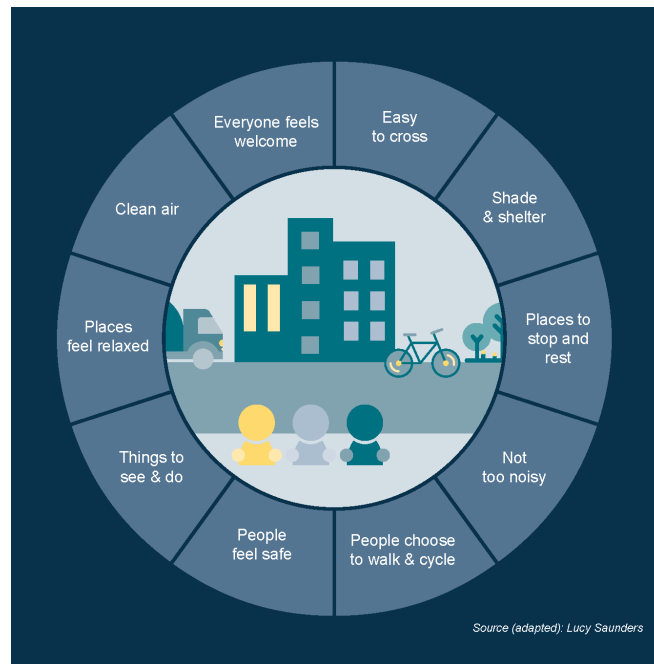 Everyone feels
welcome
Easy
to cross
Shade
& shelter
Places to
stop and
rest
Not
too noisy
People choose
to walk & cycle
People
feel safe
Things to
see & do
Places
feel relaxed
Clean air
Source (adapted): Lucy Saunders